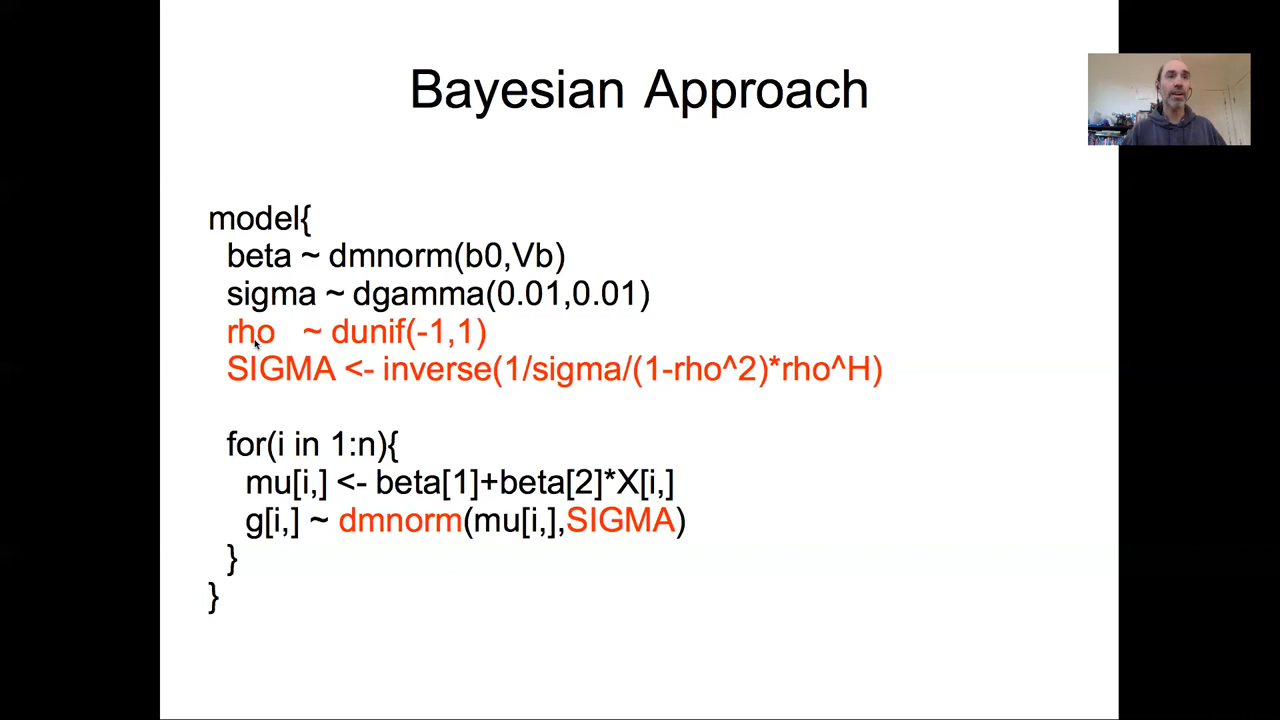 Bayesian Approach
model{
beta ~ dmnorm(b0,Vb)
sigma ~ dgamma(0.01,0.01)
rho ~ dunif(-1,1)
SIGMA <- inverse(1/sigma/(1-rho^2)*rho^H)
for(i in 1:n){
mu[i,] <- beta[1]+beta[2]*X[i,]
g[i,] ~ dmnorm(mu[i,],SIGMA)
}
}